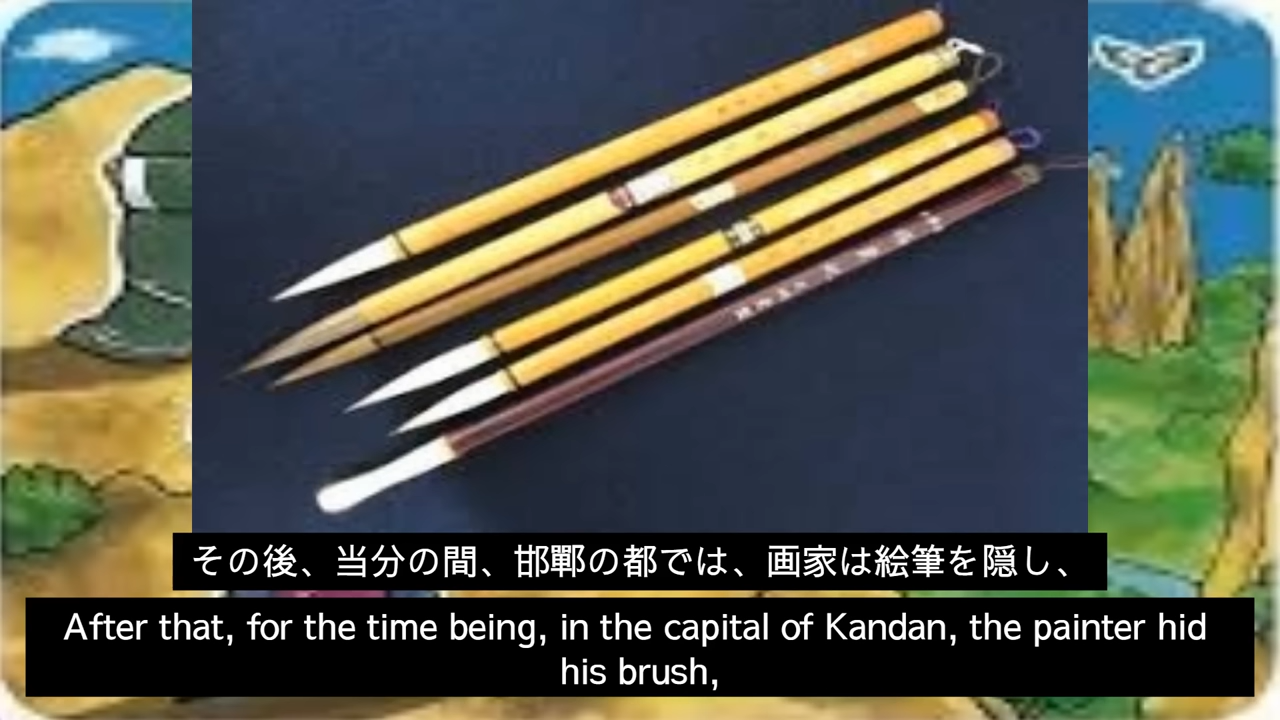 その後、当分の間、邯鄲の都では、画家は絵筆を隠し、
After that, for the time being, in the capital of Kandan, the painter hid
his brush,